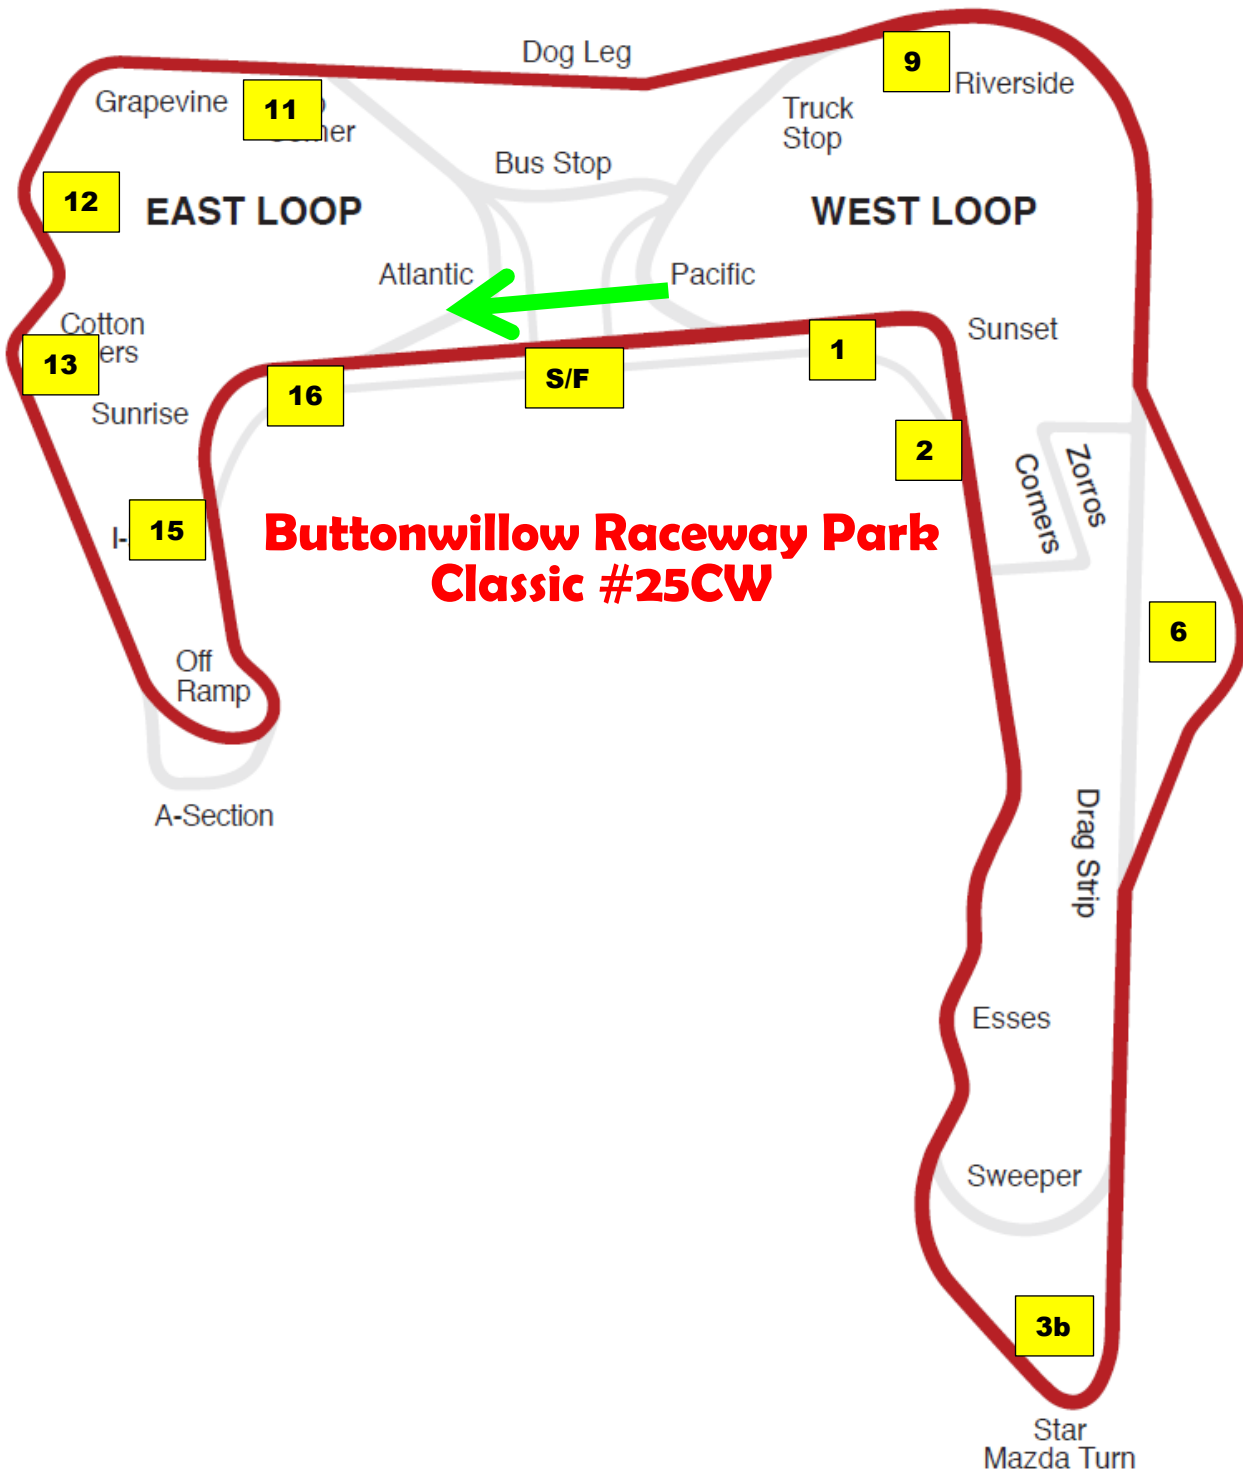 Dog Leg
9
Riverside
Grapevine
11
Truck
Stop
Bus Stop
12
EAST LOOP
WEST LOOP
Atlantic
Pacific
Cotton
13
Sunset
1
S/F
16
Sunrise
2
Zorros
Corners
15
Buttonwillow Raceway Park
Classic #25CW
6
Off
Ramp
A-Section
Drag Strip
Esses
Sweeper
3b
Star
Mazda Turn